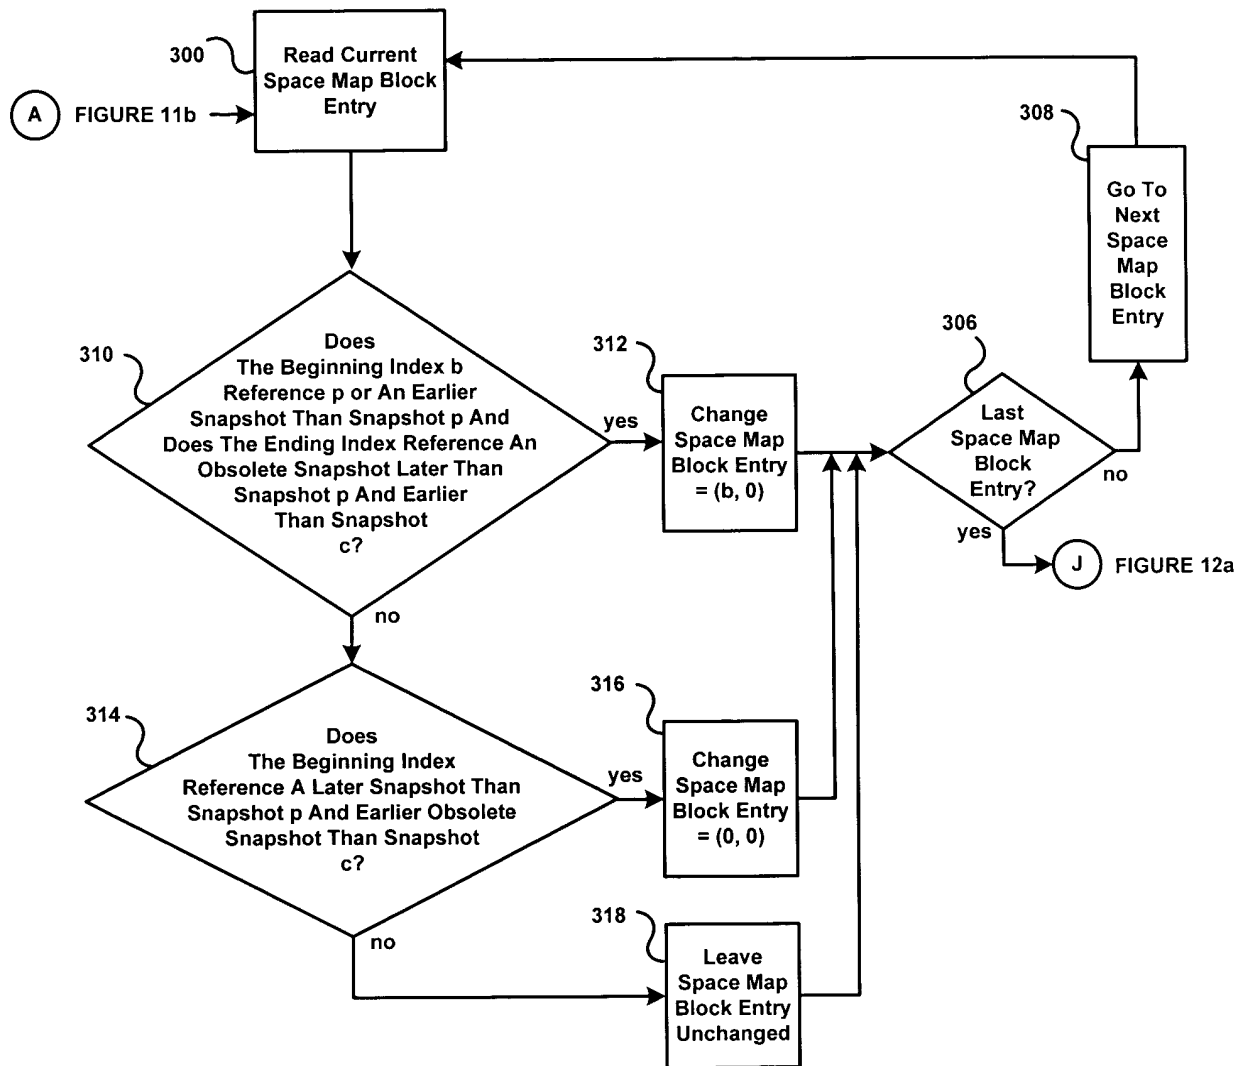 300
Read Current
Space Map Block
Entry
A
FIGURE 11b
308
Go To
Next
Space
Map
Block
Entry
310
Does
The Beginning Index b
Reference p or An Earlier
Snapshot Than Snapshot p And
Does The Ending Index Reference An
Obsolete Snapshot Later Than
Snapshot p And Earlier
Than Snapshot
c?
yes
no
312
Change
Space Map
Block Entry
= (b, 0)
306
Last
Space Map
Block
Entry?
no
yes
J
FIGURE 12a
314
Does
The Beginning Index
Reference A Later Snapshot Than
Snapshot p And Earlier Obsolete
Snapshot Than Snapshot
c?
yes
no
316
Change
Space Map
Block Entry
= (0, 0)
318
Leave
Space Map
Block Entry
Unchanged